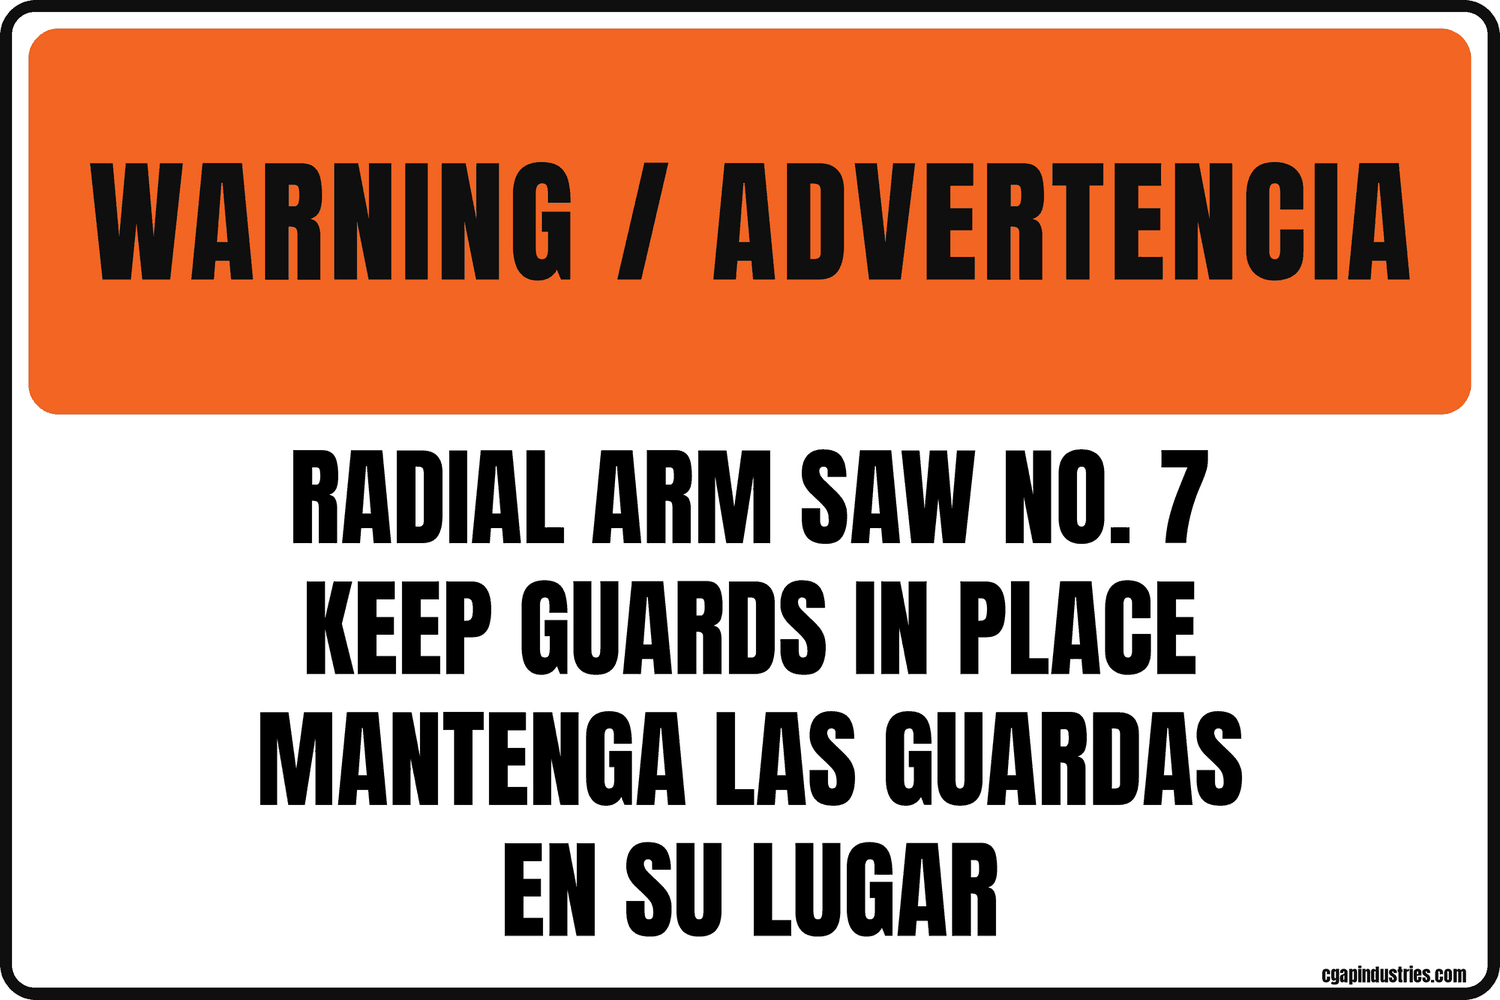 WARNING / ADVERTENCIA
RADIAL ARM SAW NO. 7
KEEP GUARDS IN PLACE
MANTENGA LAS GUARDAS
EN SU LUGAR
cgapindustries.com